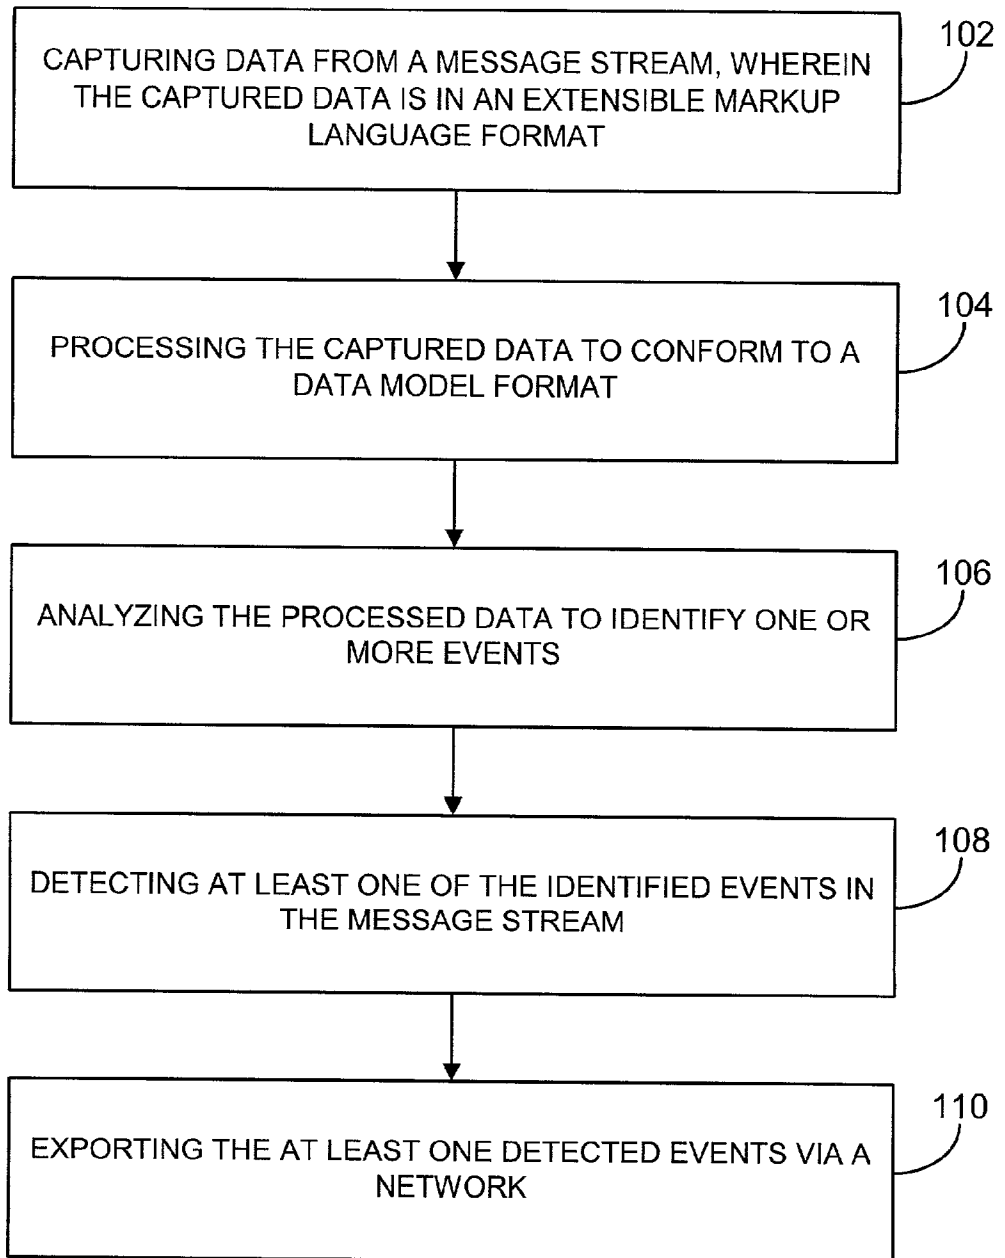 102
CAPTURING DATA FROM A MESSAGE STREAM, WHEREIN
THE CAPTURED DATA IS IN AN EXTENSIBLE MARKUP
LANGUAGE FORMAT
104
PROCESSING THE CAPTURED DATA TO CONFORM TO A
DATA MODEL FORMAT
106
ANALYZING THE PROCESSED DATA TO IDENTIFY ONE OR
MORE EVENTS
108
DETECTING AT LEAST ONE OF THE IDENTIFIED EVENTS IN
THE MESSAGE STREAM
110
EXPORTING THE AT LEAST ONE DETECTED EVENTS VIA A
NETWORK